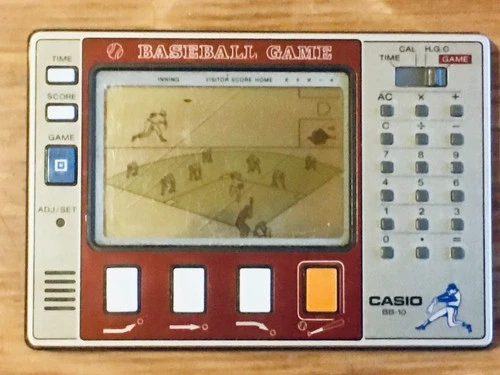 BASEBALL GAME
TIME
SCORE
GAME
ADJ/SET
INNING VISITOR SCORE HOME
CAL H.G.C
TIME GAME
AC × +
C ÷ −
7 8 9
4 5 6
1 2 3
0 . =
CASIO
BB-10